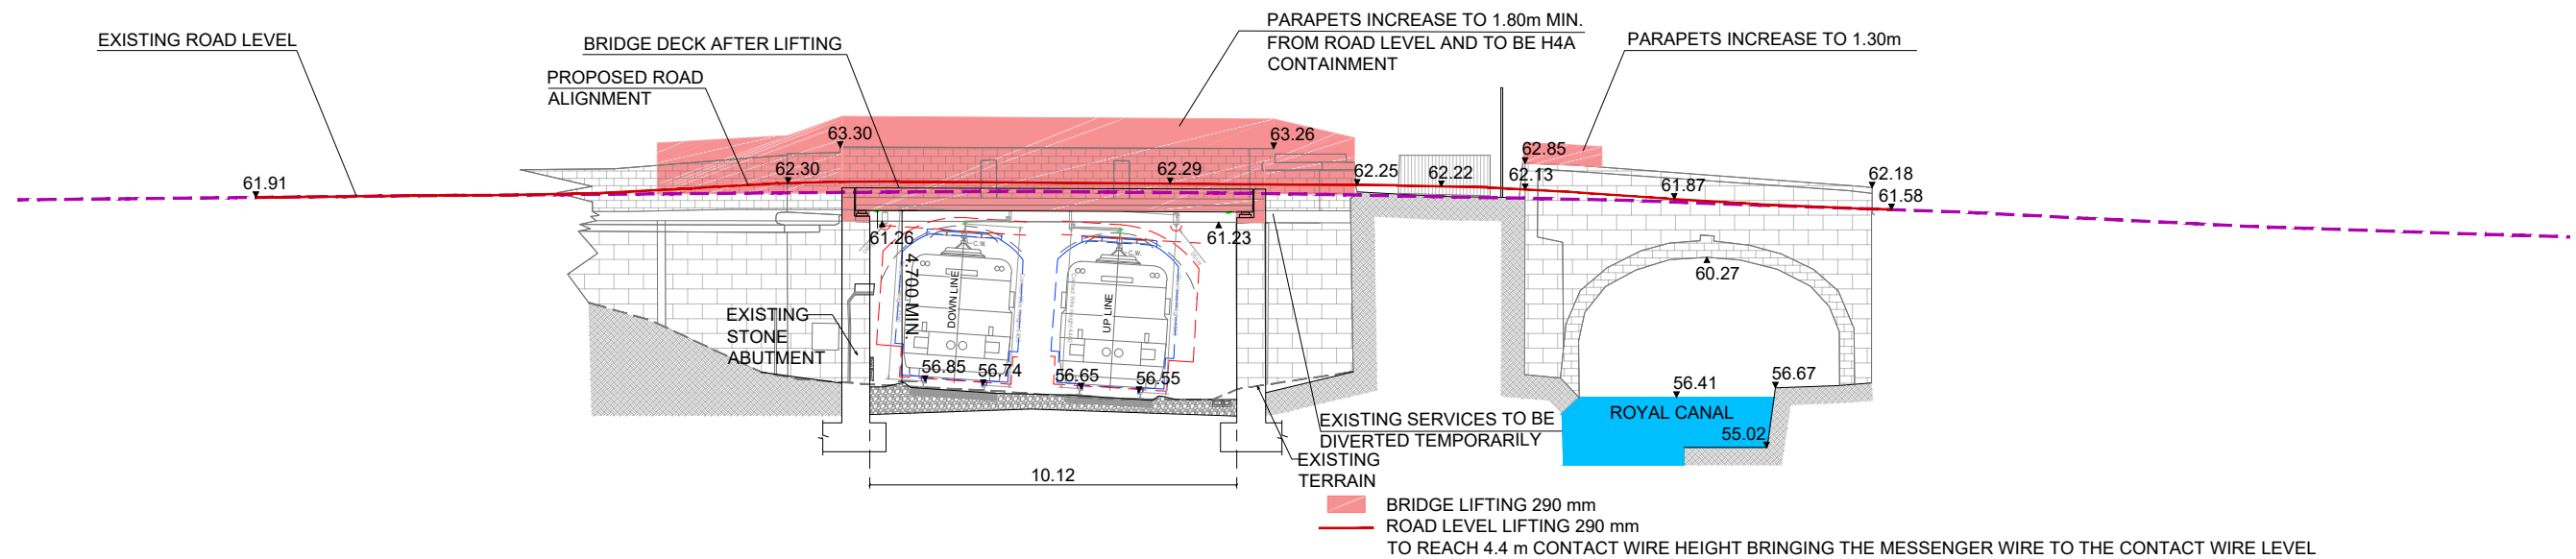 PARAPETS INCREASE TO 1.80m MIN.
FROM ROAD LEVEL AND TO BE H4A
CONTAINMENT
PARAPETS INCREASE TO 1.30m
EXISTING ROAD LEVEL
BRIDGE DECK AFTER LIFTING
PROPOSED ROAD
ALIGNMENT
63.30
63.26
62.85
61.91
62.30
62.29
62.25
62.22
62.13
61.87
62.18
61.58
61.26
61.23
C.W.
C.W.
4.700 MIN.
DOWN LINE
UP LINE
60.27
EXISTING
STONE
ABUTMENT
56.85
56.74
56.65
56.55
56.41
56.67
ROYAL CANAL
55.02
EXISTING SERVICES TO BE
DIVERTED TEMPORARILY
EXISTING
TERRAIN
10.12
BRIDGE LIFTING 290 mm
ROAD LEVEL LIFTING 290 mm
TO REACH 4.4 m CONTACT WIRE HEIGHT BRINGING THE MESSENGER WIRE TO THE CONTACT WIRE LEVEL